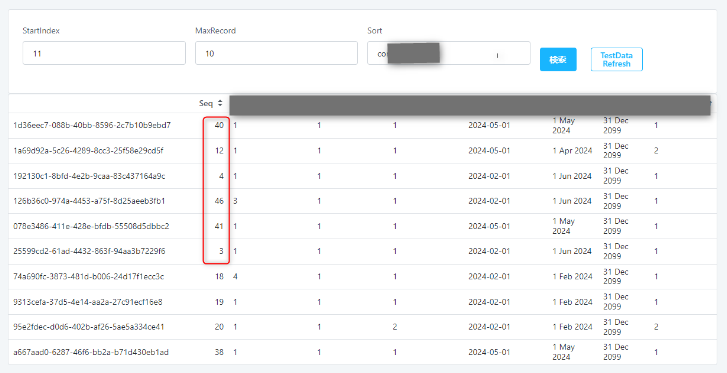 StartIndex MaxRecord Sort
11 10 co
検索
TestData
Refresh
Seq
1d36eec7-088b-40bb-8596-2c7b10b9ebd7 40 1 1 1 2024-05-01 1 May 2024 31 Dec 2099 1
1a69d92a-5c26-4289-8cc3-25f58e29cd5f 12 1 1 1 2024-05-01 1 Apr 2024 31 Dec 2099 2
192130c1-8bfd-4e2b-9caa-83c437164a9c 4 1 1 1 2024-02-01 1 Jun 2024 31 Dec 2099 1
126b36c0-974a-4453-a75f-8d25aeeb3fb1 46 3 1 1 2024-02-01 1 Jun 2024 31 Dec 2099 1
078e3486-411e-428e-bfdb-55508d5dbbc2 41 1 1 1 2024-05-01 1 May 2024 31 Dec 2099 1
25599cd2-61ad-4432-863f-94aa3b7229f6 3 1 1 1 2024-02-01 1 Jun 2024 31 Dec 2099 1
74a690fc-3873-481d-b006-24d17f1ecc3c 18 4 1 1 2024-02-01 1 Feb 2024 31 Dec 2099 1
9313cefa-37d5-4e14-aa2a-27c91ecf16e8 19 1 1 1 2024-02-01 1 Feb 2024 31 Dec 2099 1
95e2fdec-d0d6-402b-af26-5ae6a334ce41 20 1 1 2 2024-02-01 1 Feb 2024 31 Dec 2099 2
a667aad0-6287-46f6-bb2a-b71d430eb1ad 38 1 1 1 2024-05-01 1 May 2024 31 Dec 2099 1